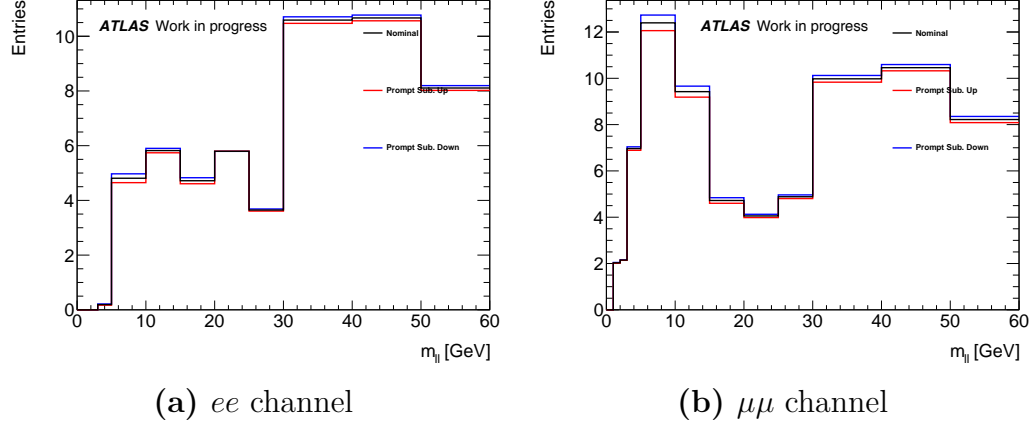 Entries
ATLAS Work in progress
Nominal
Prompt Sub. Up
Prompt Sub. Down
10
8
6
4
2
0
0 10 20 30 40 50 60
m_ll [GeV]
(a) ee channel
Entries
ATLAS Work in progress
Nominal
Prompt Sub. Up
Prompt Sub. Down
12
10
8
6
4
2
0
0 10 20 30 40 50 60
m_ll [GeV]
(b) μμ channel